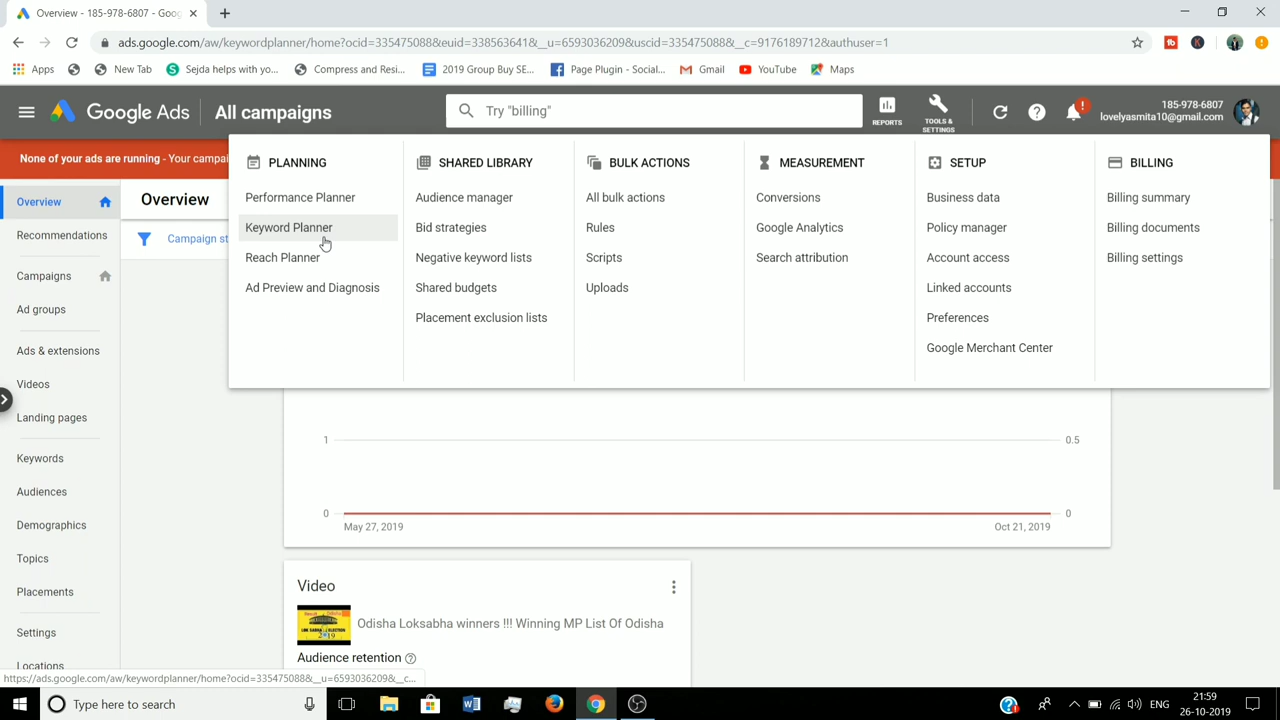 Overview - 185-978-6807 - Goog
ads.google.com/aw/keywordplanner/home?ocid=335475088&euid=338563641&__u=6593036209&uscid=335475088&__c=9176189712&authuser=1
Apps
New Tab
Sejda helps with yo...
Compress and Resi...
2019 Group Buy SE...
Page Plugin - Social...
Gmail
YouTube
Maps
Google Ads
All campaigns
Try "billing"
REPORTS
TOOLS &
SETTINGS
185-978-6807
lovelyasmita10@gmail.com
None of your ads are running - Your campai
PLANNING
Performance Planner
Keyword Planner
Reach Planner
Ad Preview and Diagnosis
SHARED LIBRARY
Audience manager
Bid strategies
Negative keyword lists
Shared budgets
Placement exclusion lists
BULK ACTIONS
All bulk actions
Rules
Scripts
Uploads
MEASUREMENT
Conversions
Google Analytics
Search attribution
SETUP
Business data
Policy manager
Account access
Linked accounts
Preferences
Google Merchant Center
BILLING
Billing summary
Billing documents
Billing settings
Overview
Recommendations
Campaigns
Ad groups
Ads & extensions
Videos
Landing pages
Keywords
Audiences
Demographics
Topics
Placements
Settings
Locations
Overview
Campaign st
1
0.5
0
0
May 27, 2019
Oct 21, 2019
Video
Odisha Loksabha winners !!! Winning MP List Of Odisha
Audience retention
https://ads.google.com/aw/keywordplanner/home?ocid=335475088&__u=6593036209&__c...
Type here to search
ENG
21:59
26-10-2019